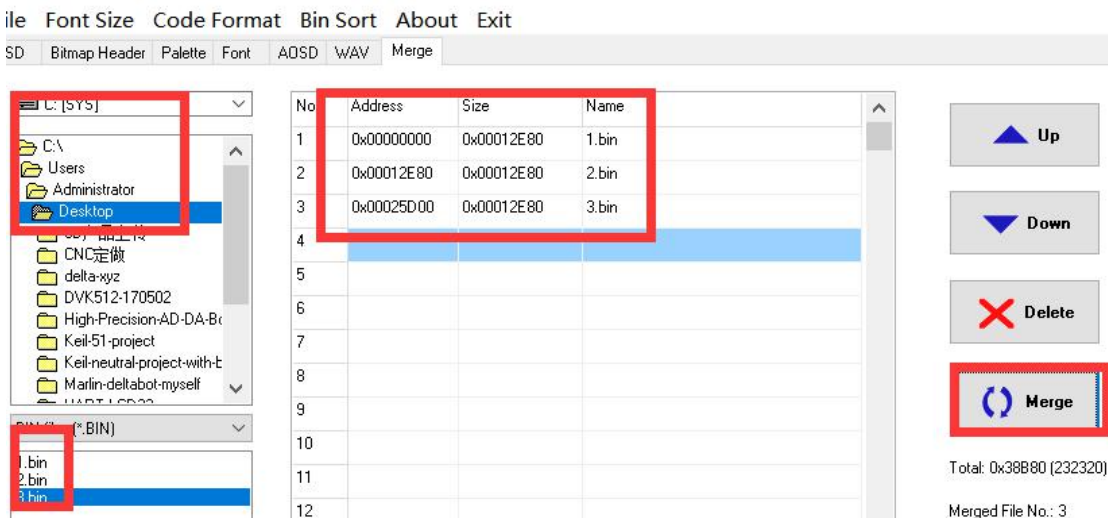 ile Font Size Code Format Bin Sort About Exit
SD Bitmap Header Palette Font AOSD WAV Merge
C: [SYS]
C:\
Users
Administrator
Desktop
CNC定做
delta-xyz
DVK512-170502
High-Precision-AD-DA-Bo
Keil-51-project
Keil-neutral-project-with-t
Marlin-deltabot-myself
(*.BIN)
1.bin
2.bin
3.bin
No Address Size Name
1 0x00000000 0x00012E80 1.bin
2 0x00012E80 0x00012E80 2.bin
3 0x00025D00 0x00012E80 3.bin
4
5
6
7
8
9
10
11
12
Up
Down
Delete
Merge
Total: 0x38B80 (232320)
Merged File No.: 3